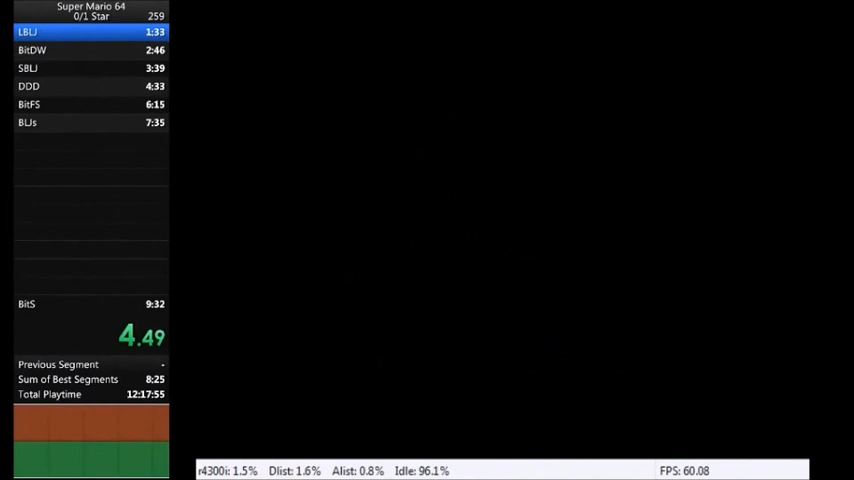 Super Mario 64
0/1 Star 259
LBLJ 1:33
BitDW 2:46
SBLJ 3:39
DDD 4:33
BitFS 6:15
BLJs 7:35
BitS 9:32
4.49
Previous Segment -
Sum of Best Segments 8:25
Total Playtime 12:17:55
r4300i: 1.5% Dlist: 1.6% Alist: 0.8% Idle: 96.1% FPS: 60.08